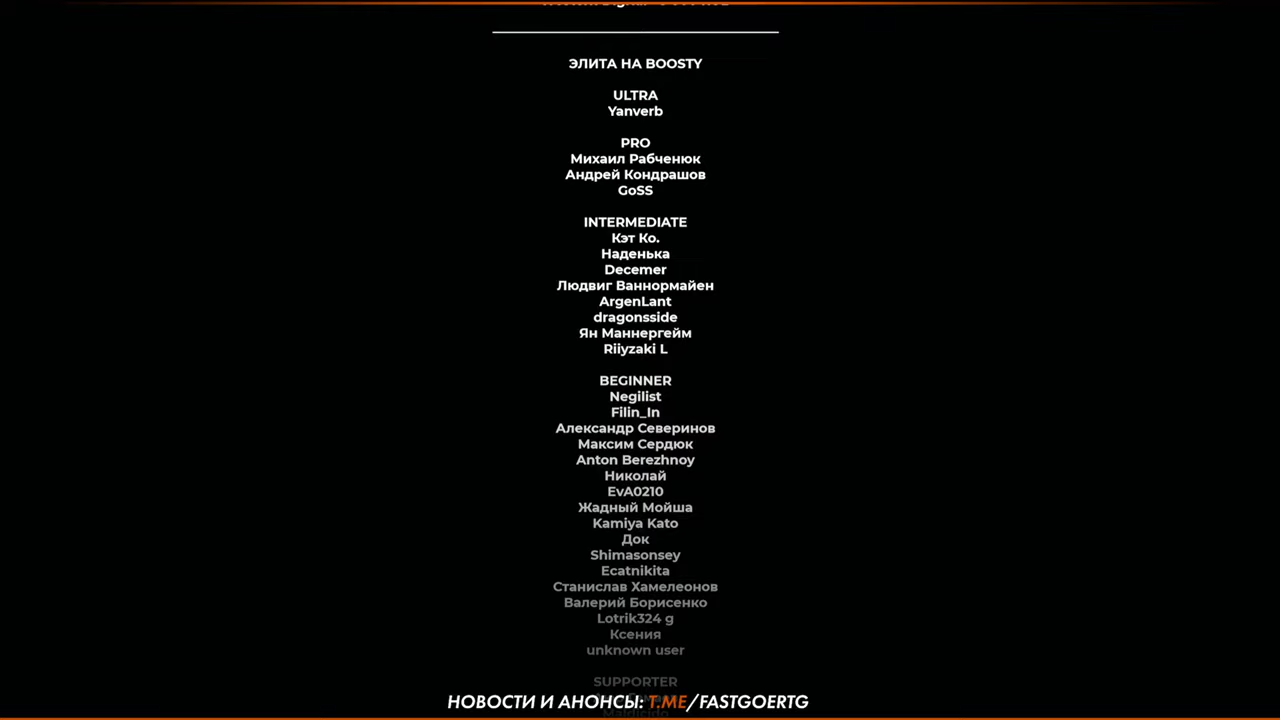 ЭЛИТА НА BOOSTY
ULTRA
Yanverb
PRO
Михаил Рабченюк
Андрей Кондрашов
GoSS
INTERMEDIATE
Кэт Ко.
Наденька
Decemer
Людвиг Ваннормайен
ArgenLant
dragonsside
Ян Маннергейм
Riiyzaki L
BEGINNER
Negilist
Filin_In
Александр Северинов
Максим Сердюк
Anton Berezhnoy
Николай
EvA0210
Жадный Мойша
Kamiya Kato
Док
Shimasonsey
Ecatnikita
Станислав Хамелеонов
Валерий Борисенко
Lotrik324 g
Ксения
unknown user
SUPPORTER
НОВОСТИ И АНОНСЫ: T.ME/FASTGOERTG